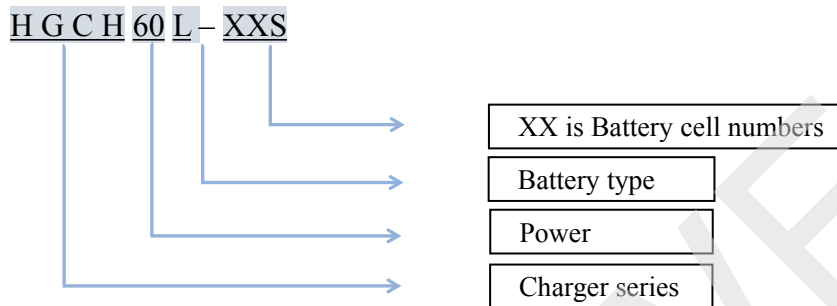 H G C H 60 L – XXS
XX is Battery cell numbers
Battery type
Power
Charger series